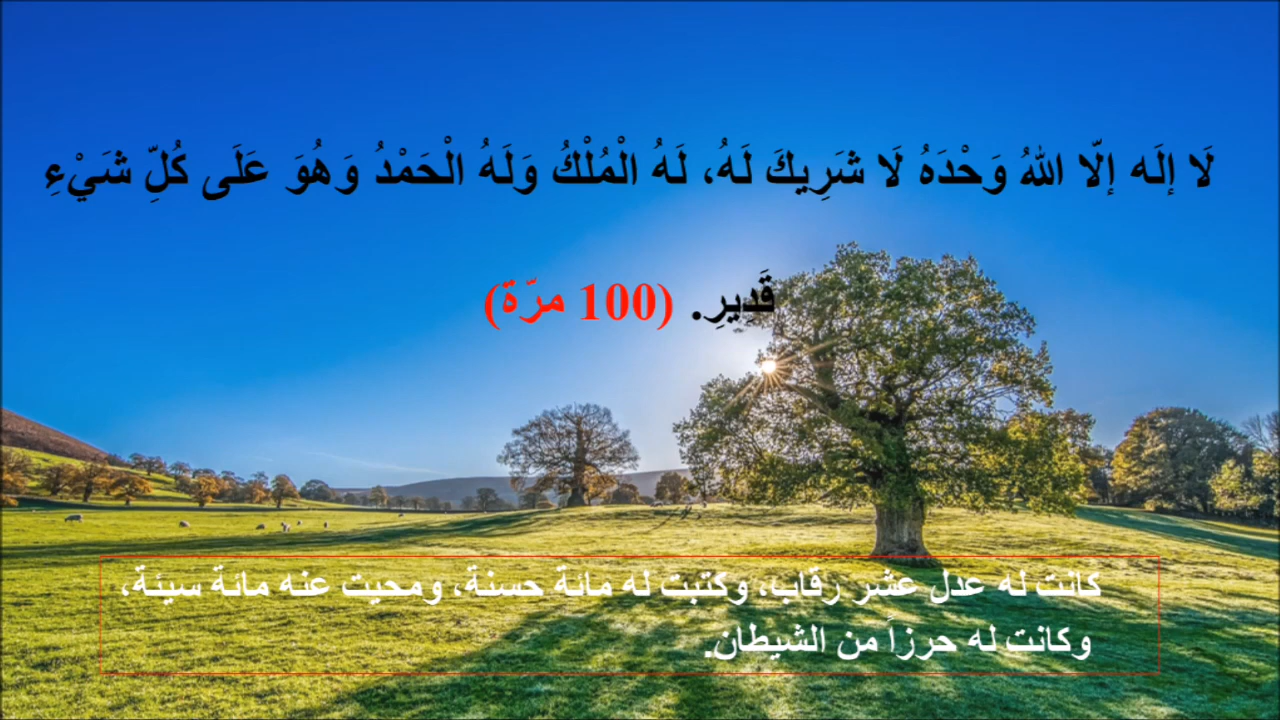 لَا إلَه إلّا اللهُ وَحْدَهُ لَا شَرِيكَ لَهُ، لَهُ الْمُلْكُ وَلَهُ الْحَمْدُ وَهُوَ عَلَى كُلِّ شَيْءٍ
قَدِيرِ. (100 مرّة)
كانت له عدل عشر رقاب، وكتبت له مائة حسنة، ومحيت عنه مائة سيئة،
وكانت له حرزاً من الشيطان.